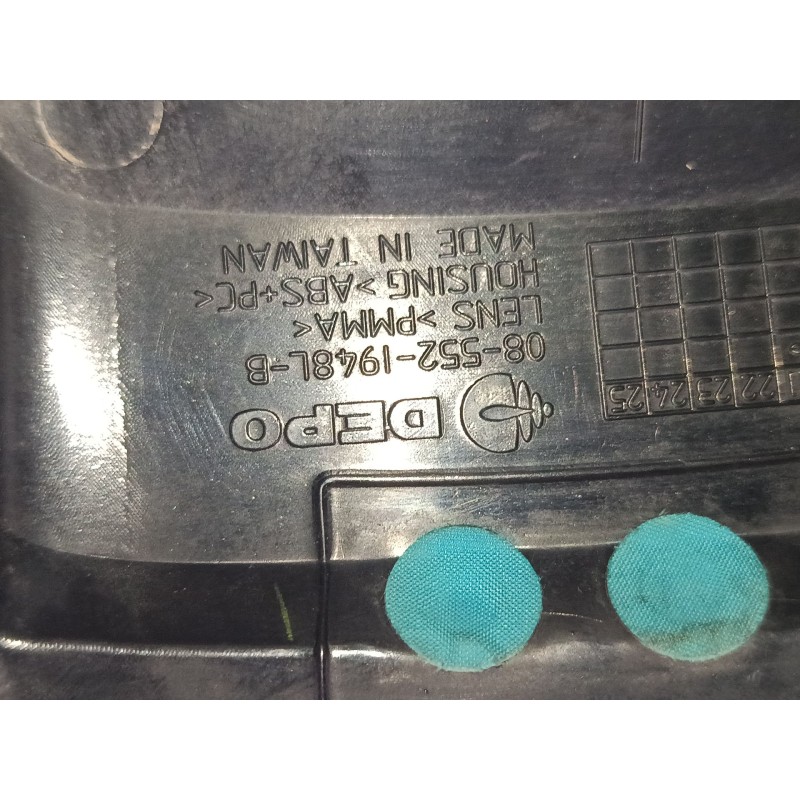 DEPO
08-552-1948L-B
LENS >PMMA<
HOUSING >ABS+PC<
MADE IN TAIWAN
22 23 24 25